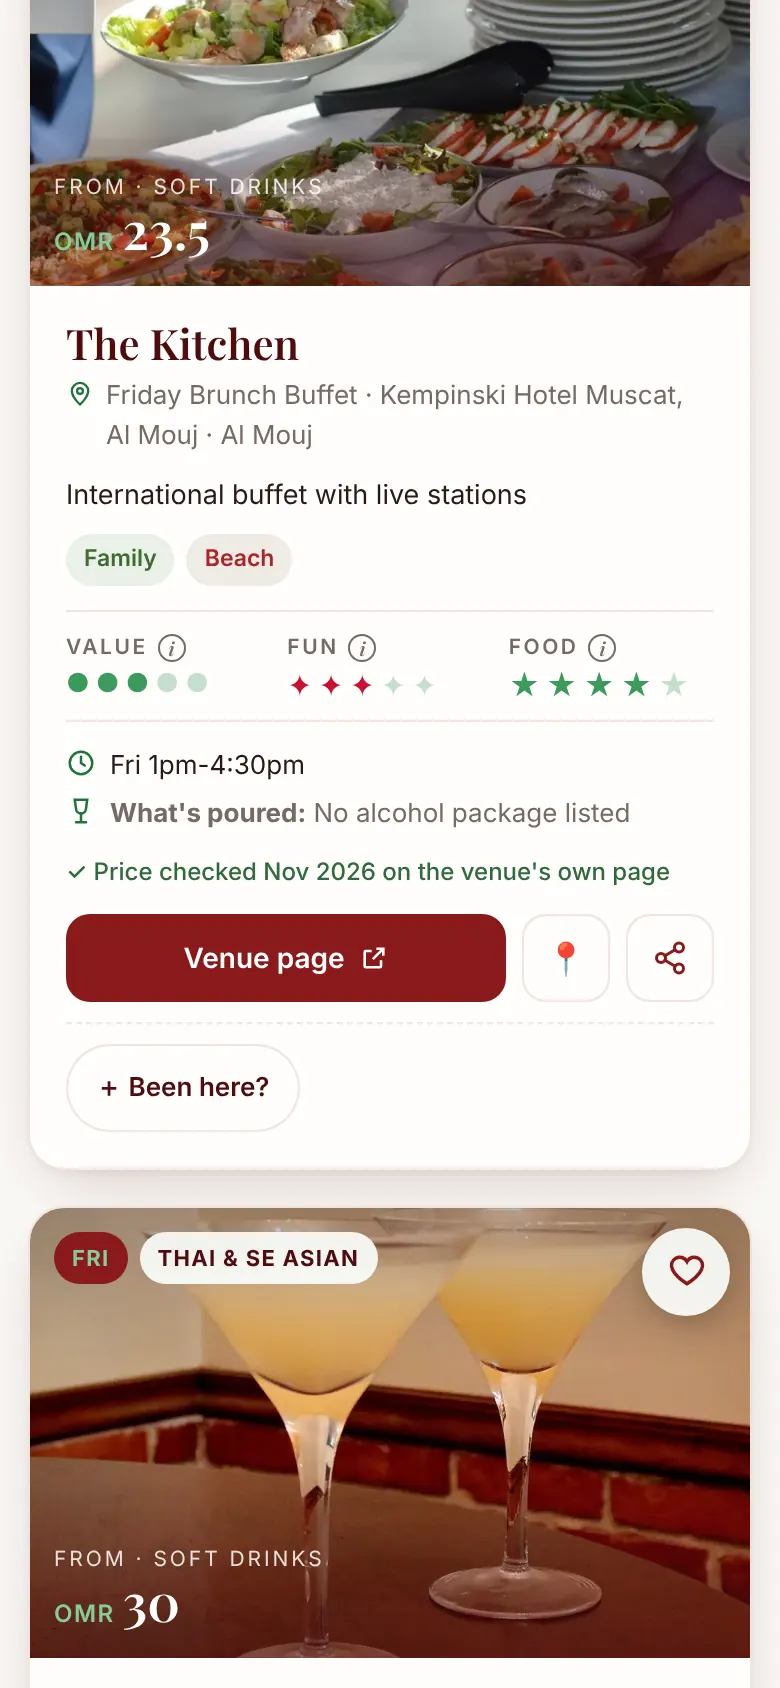 FROM · SOFT DRINKS
OMR 23.5
The Kitchen
Friday Brunch Buffet · Kempinski Hotel Muscat,
Al Mouj · Al Mouj
International buffet with live stations
Family Beach
VALUE i FUN i FOOD i
Fri 1pm-4:30pm
What's poured: No alcohol package listed
✓ Price checked Nov 2026 on the venue's own page
Venue page
+ Been here?
FRI THAI & SE ASIAN
FROM · SOFT DRINKS
OMR 30